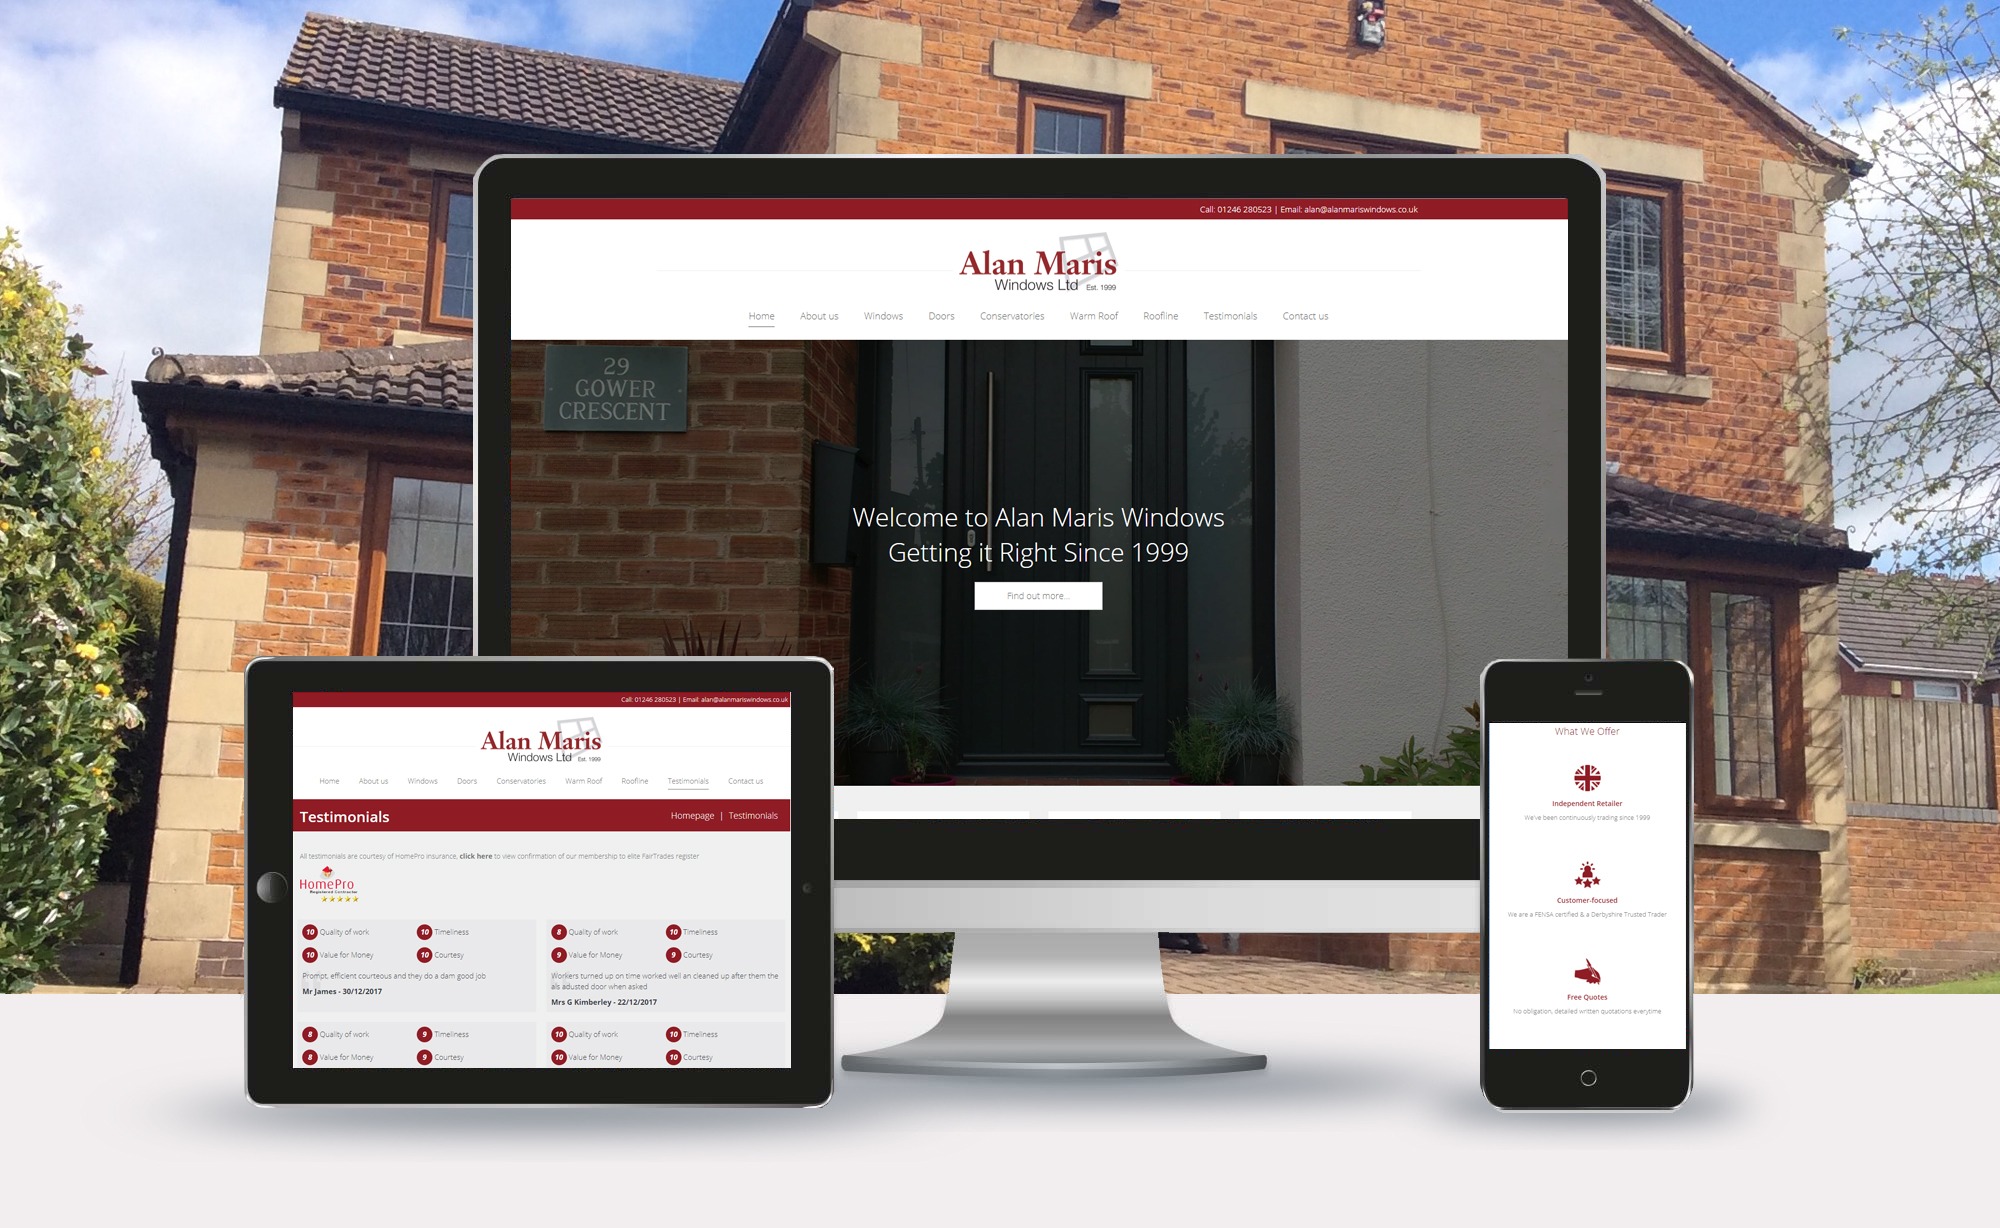 Call: 01246 280523 | Email: alan@alanmariswindows.co.uk
Alan Maris
Windows Ltd Est. 1999
Home About us Windows Doors Conservatories Warm Roof Roofline Testimonials Contact us
29
GOWER
CRESCENT
Welcome to Alan Maris Windows
Getting it Right Since 1999
Find out more...
Call: 01246 280523 | Email: alan@alanmariswindows.co.uk
Alan Maris
Windows Ltd Est. 1999
Home About us Windows Doors Conservatories Warm Roof Roofline Testimonials Contact us
Testimonials Homepage | Testimonials
All testimonials are courtesy of HomePro insurance, click here to view confirmation of our membership to elite FairTrades register
HomePro
Registered Contractor
10 Quality of work 10 Timeliness
10 Value for Money 10 Courtesy
Prompt, efficient courteous and they do a dam good job
Mr James - 30/12/2017
8 Quality of work 10 Timeliness
9 Value for Money 9 Courtesy
Workers turned up on time worked well an cleaned up after them the
als adusted door when asked
Mrs G Kimberley - 22/12/2017
8 Quality of work 9 Timeliness
8 Value for Money 9 Courtesy
10 Quality of work 10 Timeliness
10 Value for Money 10 Courtesy
What We Offer
Independent Retailer
We've been continuously trading since 1999
Customer-focused
We are a FENSA certified & a Derbyshire Trusted Trader
Free Quotes
No obligation, detailed written quotations everytime